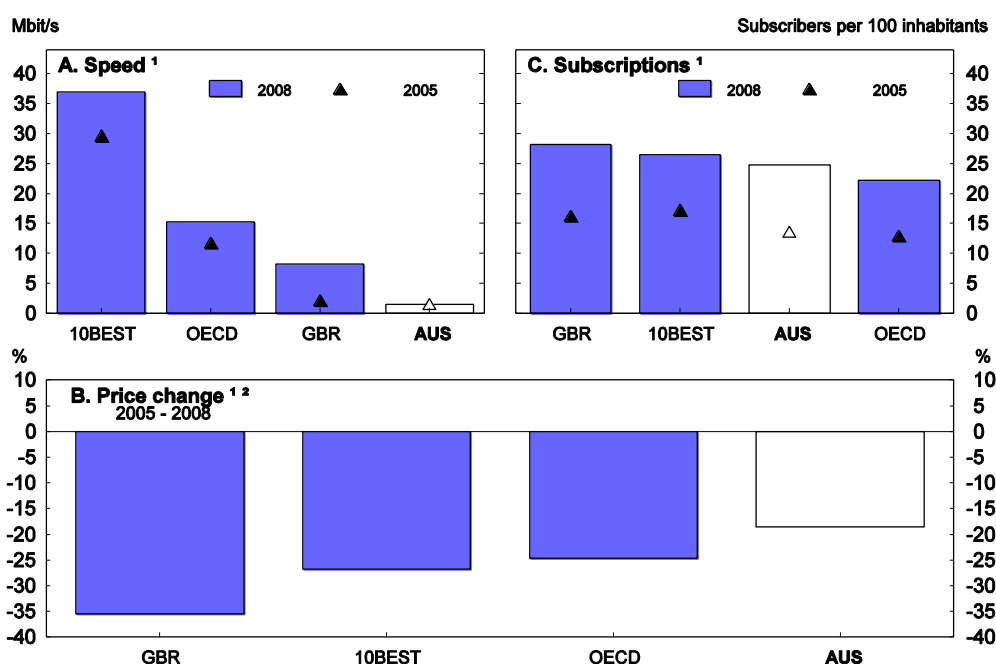 Mbit/s
Subscribers per 100 inhabitants
A. Speed ¹
2008
2005
40
35
30
25
20
15
10
5
0
10BEST
OECD
GBR
AUS
C. Subscriptions ¹
2008
2005
40
35
30
25
20
15
10
5
0
GBR
10BEST
AUS
OECD
%
%
B. Price change ¹ ²
2005 - 2008
10
5
0
-5
-10
-15
-20
-25
-30
-35
-40
10
5
0
-5
-10
-15
-20
-25
-30
-35
-40
GBR
10BEST
OECD
AUS